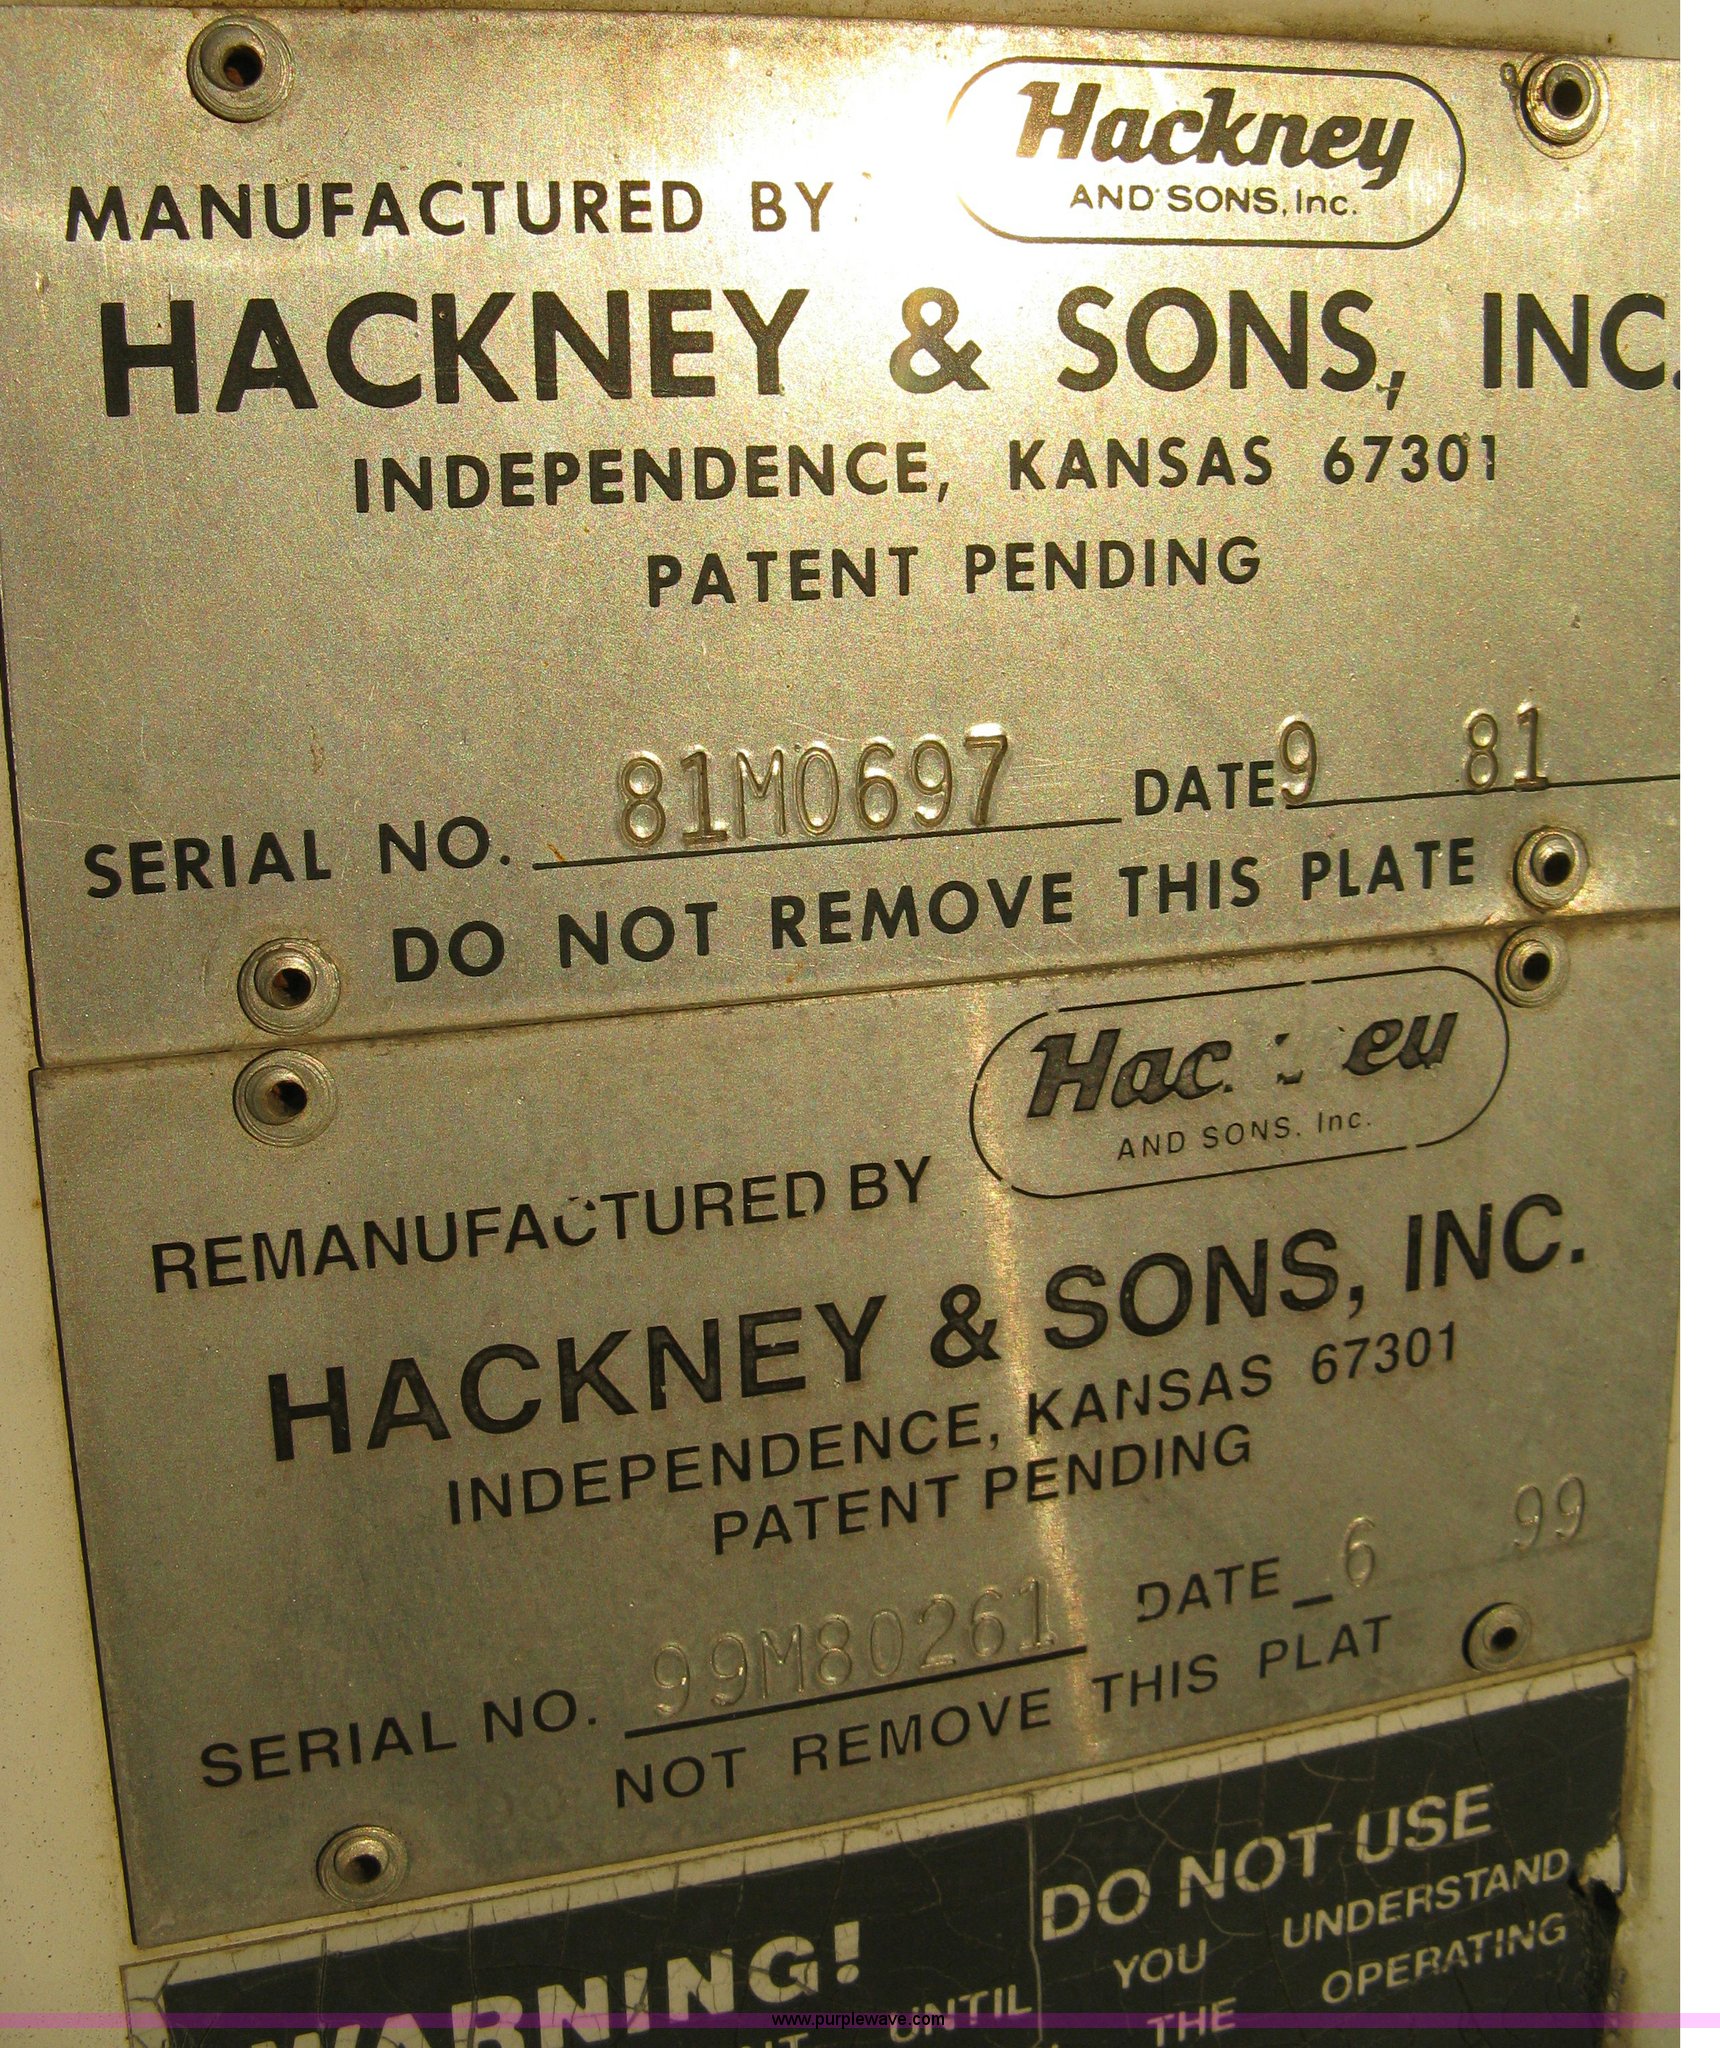 Hackney
AND SONS, Inc.
MANUFACTURED BY
HACKNEY & SONS, INC.
INDEPENDENCE, KANSAS 67301
PATENT PENDING
SERIAL NO. 81M0697 DATE 9 81
DO NOT REMOVE THIS PLATE
Hac ey
AND SONS, Inc.
REMANUFACTURED BY
HACKNEY & SONS, INC.
INDEPENDENCE, KANSAS 67301
PATENT PENDING
SERIAL NO. 99M80261 DATE 6 99
NOT REMOVE THIS PLAT
WARNING!
DO NOT USE
UNTIL YOU UNDERSTAND
THE OPERATING
www.purplewave.com